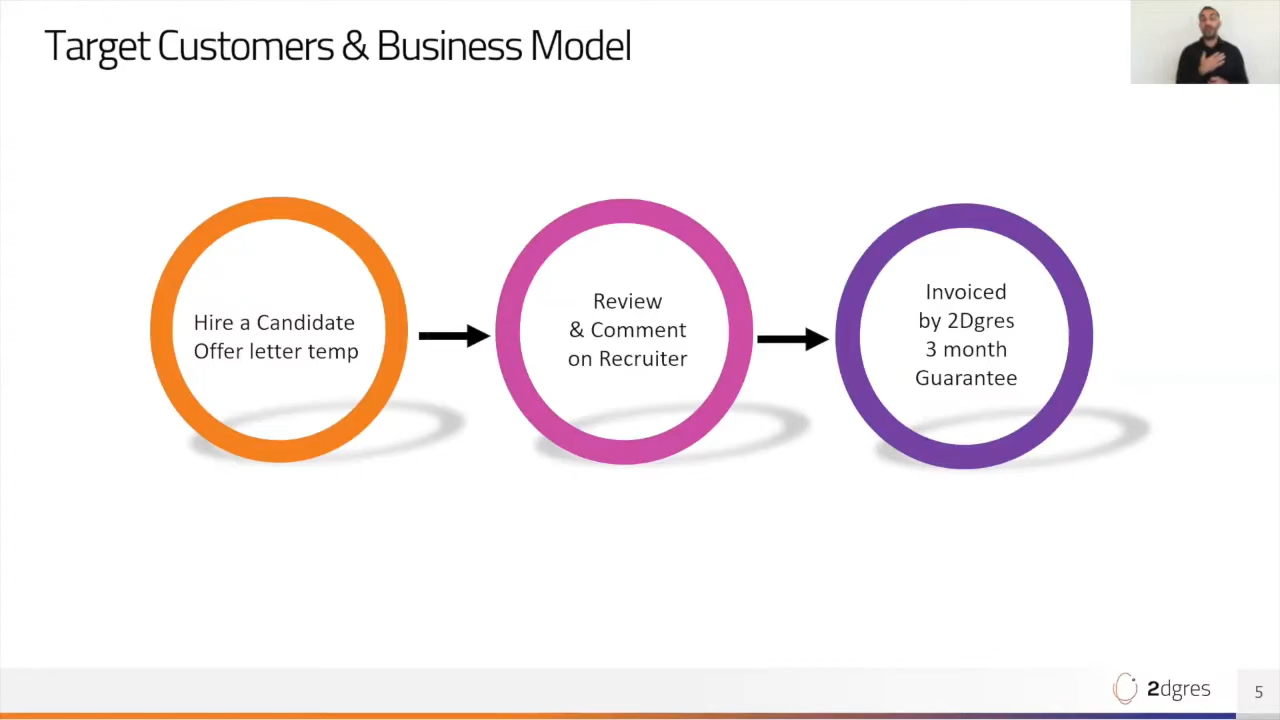 Target Customers & Business Model
Hire a Candidate
Offer letter temp
Review
& Comment
on Recruiter
Invoiced
by 2Dgres
3 month
Guarantee
2dgres
5